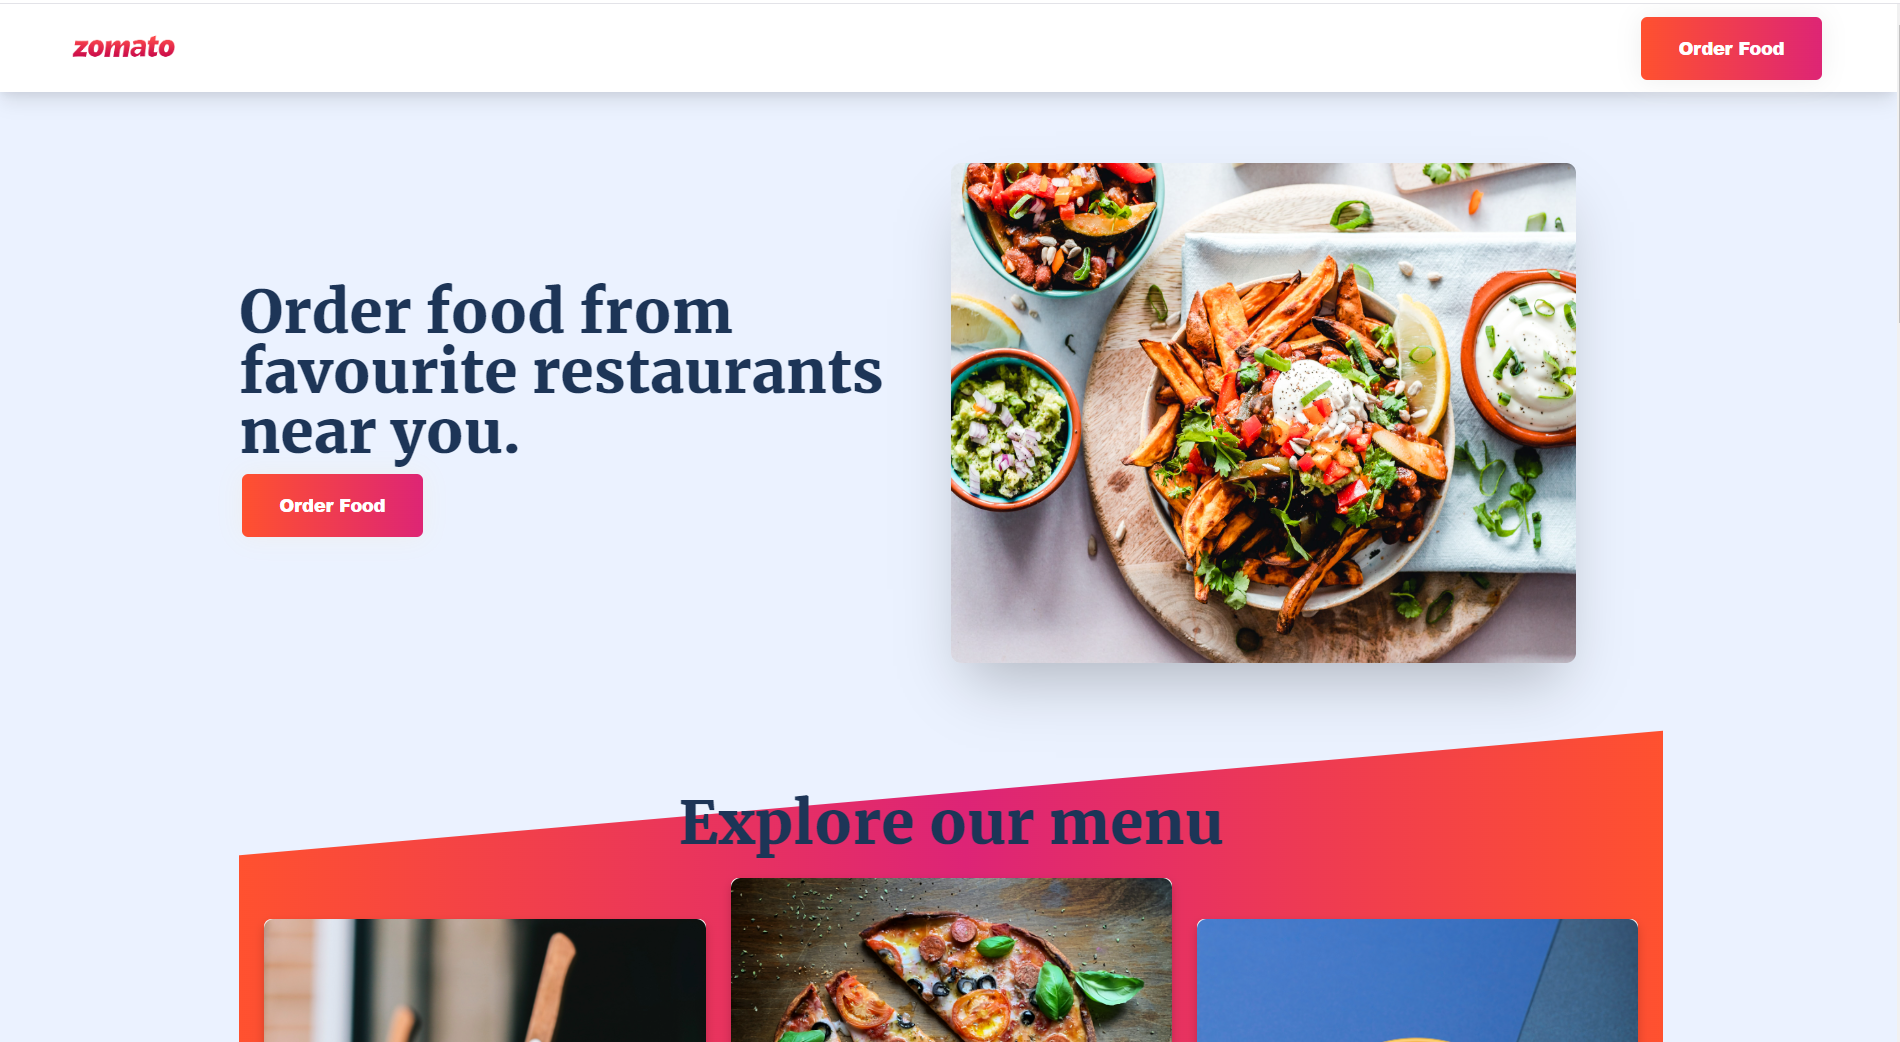 zomato
Order Food
Order food from
favourite restaurants
near you.
Order Food
Explore our menu